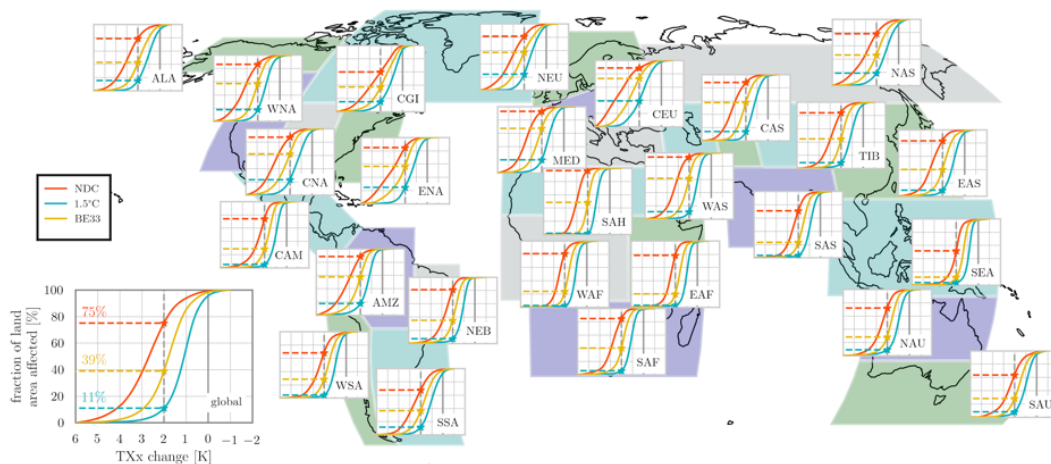 ALA
WNA
CGI
NEU
NAS
CEU
CAS
MED
TIB
CNA
ENA
EAS
SAH
WAS
SAS
CAM
SEA
AMZ
WAF
EAF
NEB
NAU
SAF
WSA
SSA
SAU
NDC
1.5°C
BE33
fraction of land
area affected [%]
100
80
60
40
20
0
75%
39%
11%
global
6 5 4 3 2 1 0 −1 −2
TXx change [K]